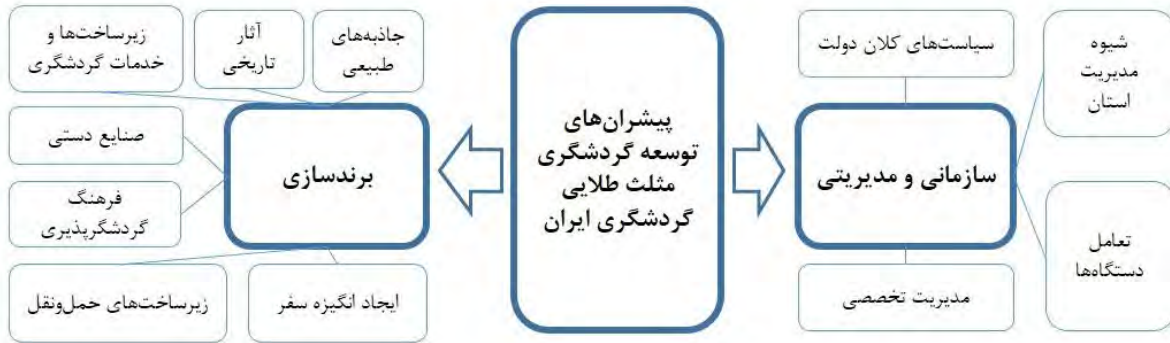 پیشران‌های
توسعه گردشگری
مثلث طلایی
گردشگری ایران
سازمانی و مدیریتی
سیاست‌های کلان دولت
شیوه
مدیریت
استان
تعامل
دستگاه‌ها
مدیریت تخصصی
برندسازی
جاذبه‌های
طبیعی
آثار
تاریخی
زیرساخت‌ها و
خدمات گردشگری
صنایع دستی
فرهنگ
گردشگرپذیری
زیرساخت‌های حمل‌ونقل
ایجاد انگیزه سفر